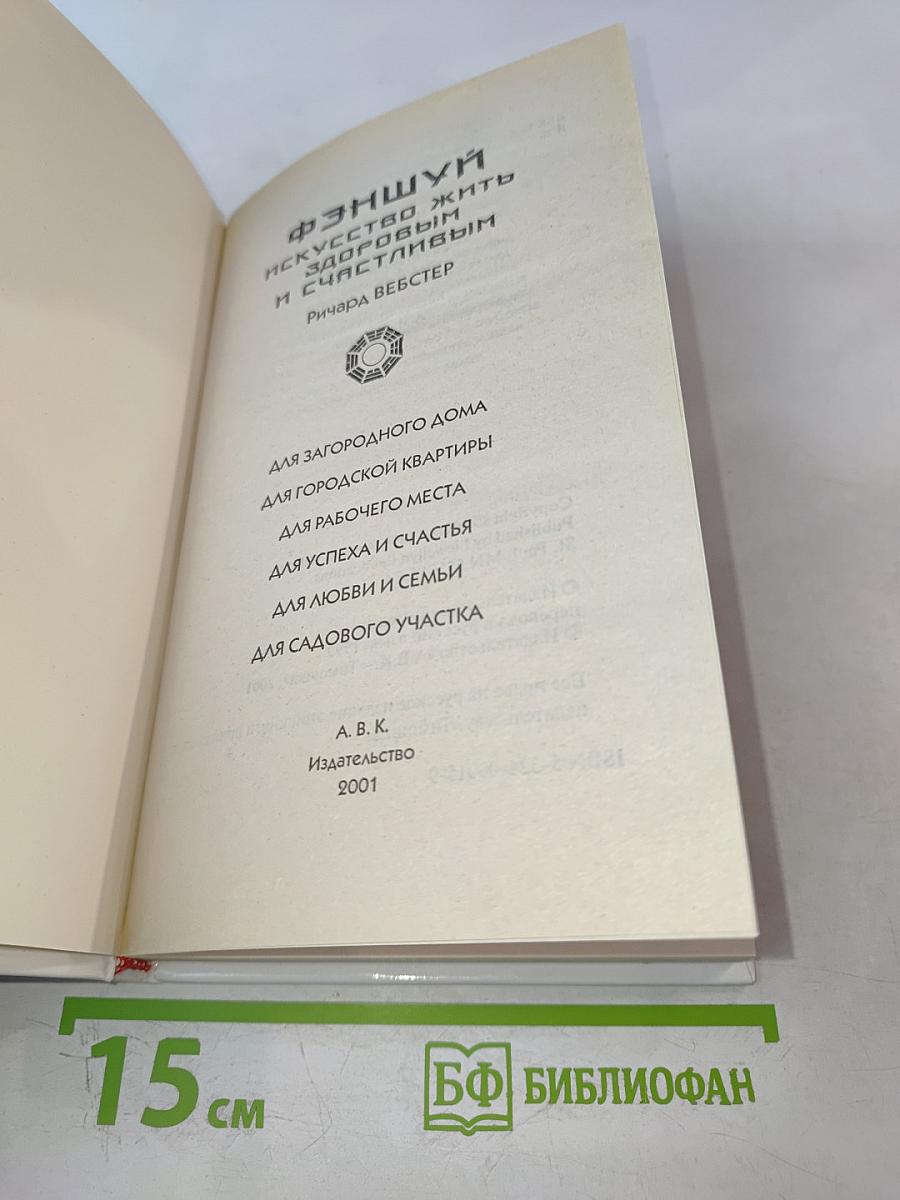 ФЭНШУЙ
ИСКУССТВО ЖИТЬ
ЗДОРОВЫМ
И СЧАСТЛИВЫМ
Ричард ВЕБСТЕР
ДЛЯ ЗАГОРОДНОГО ДОМА
ДЛЯ ГОРОДСКОЙ КВАРТИРЫ
ДЛЯ РАБОЧЕГО МЕСТА
ДЛЯ УСПЕХА И СЧАСТЬЯ
ДЛЯ ЛЮБВИ И СЕМЬИ
ДЛЯ САДОВОГО УЧАСТКА
А. В. К.
Издательство
2001
15 см
БФ БИБЛИОФАН